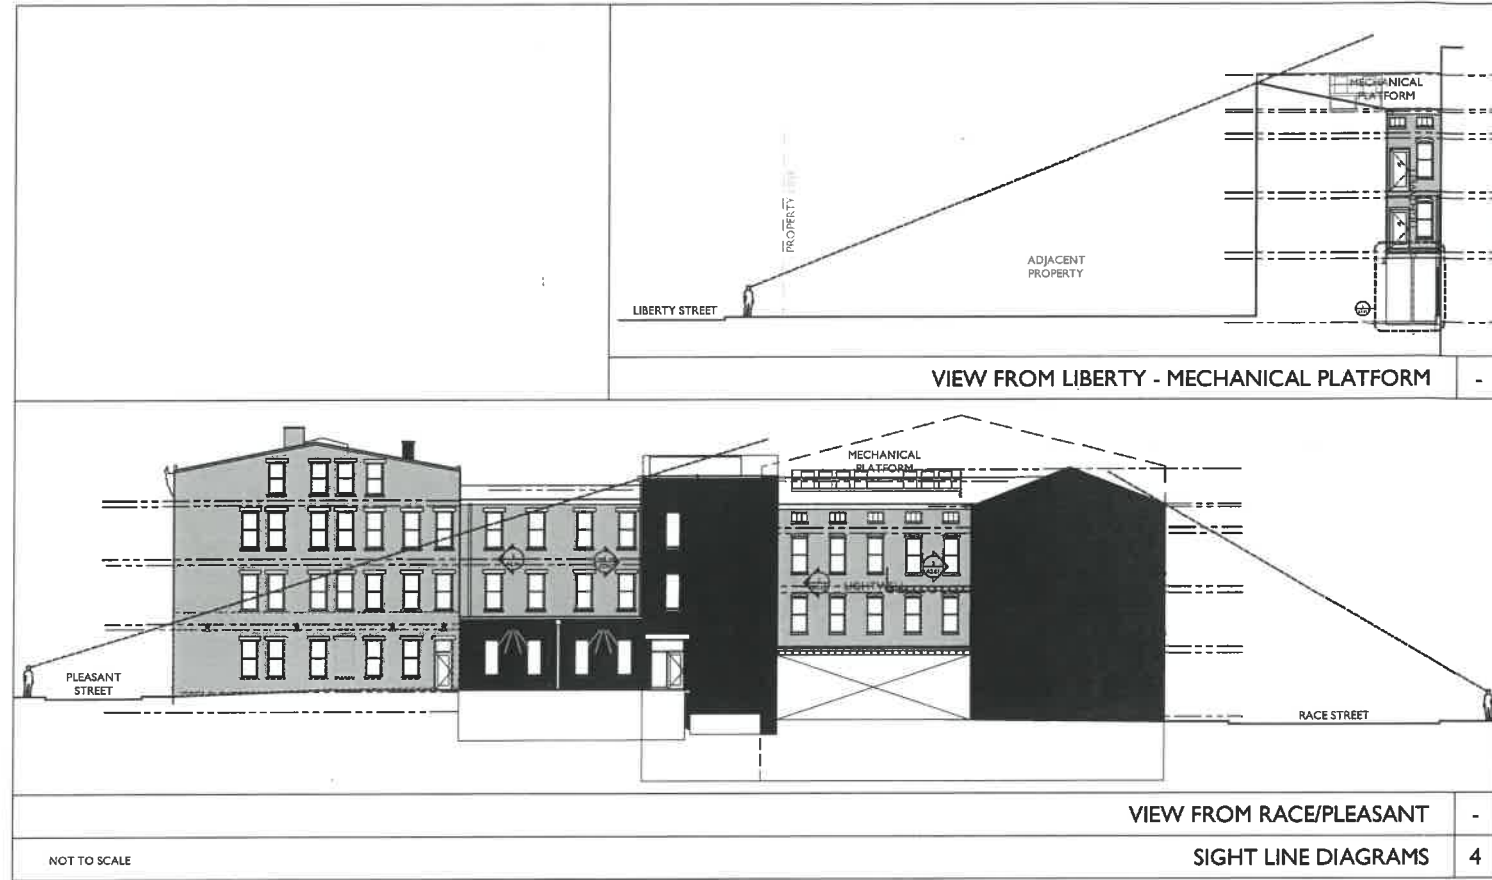 MECHANICAL
PLATFORM
PROPERTY
ADJACENT
PROPERTY
LIBERTY STREET
VIEW FROM LIBERTY - MECHANICAL PLATFORM -
MECHANICAL
PLATFORM
LIGHTWELL
PLEASANT
STREET
RACE STREET
VIEW FROM RACE/PLEASANT -
NOT TO SCALE
SIGHT LINE DIAGRAMS 4